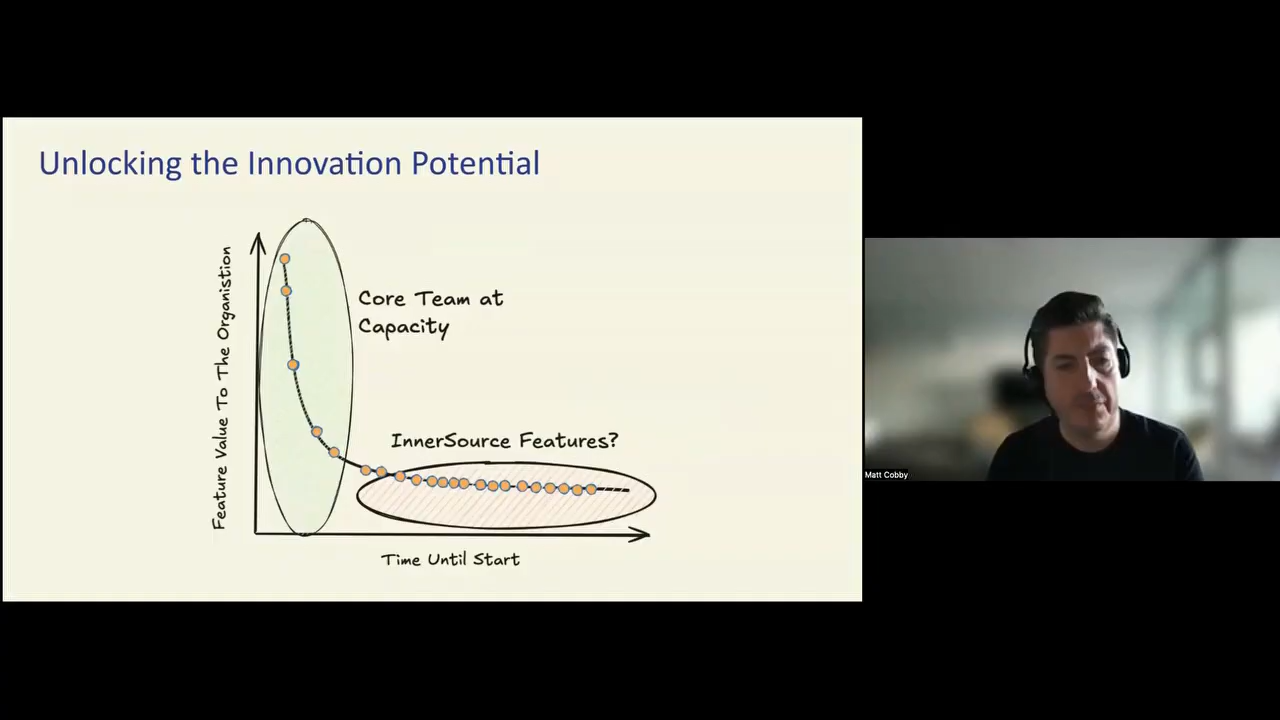 Unlocking the Innovation Potential
Feature Value To The Organistion
Core Team at
Capacity
InnerSource Features?
Time Until Start
Matt Cobby